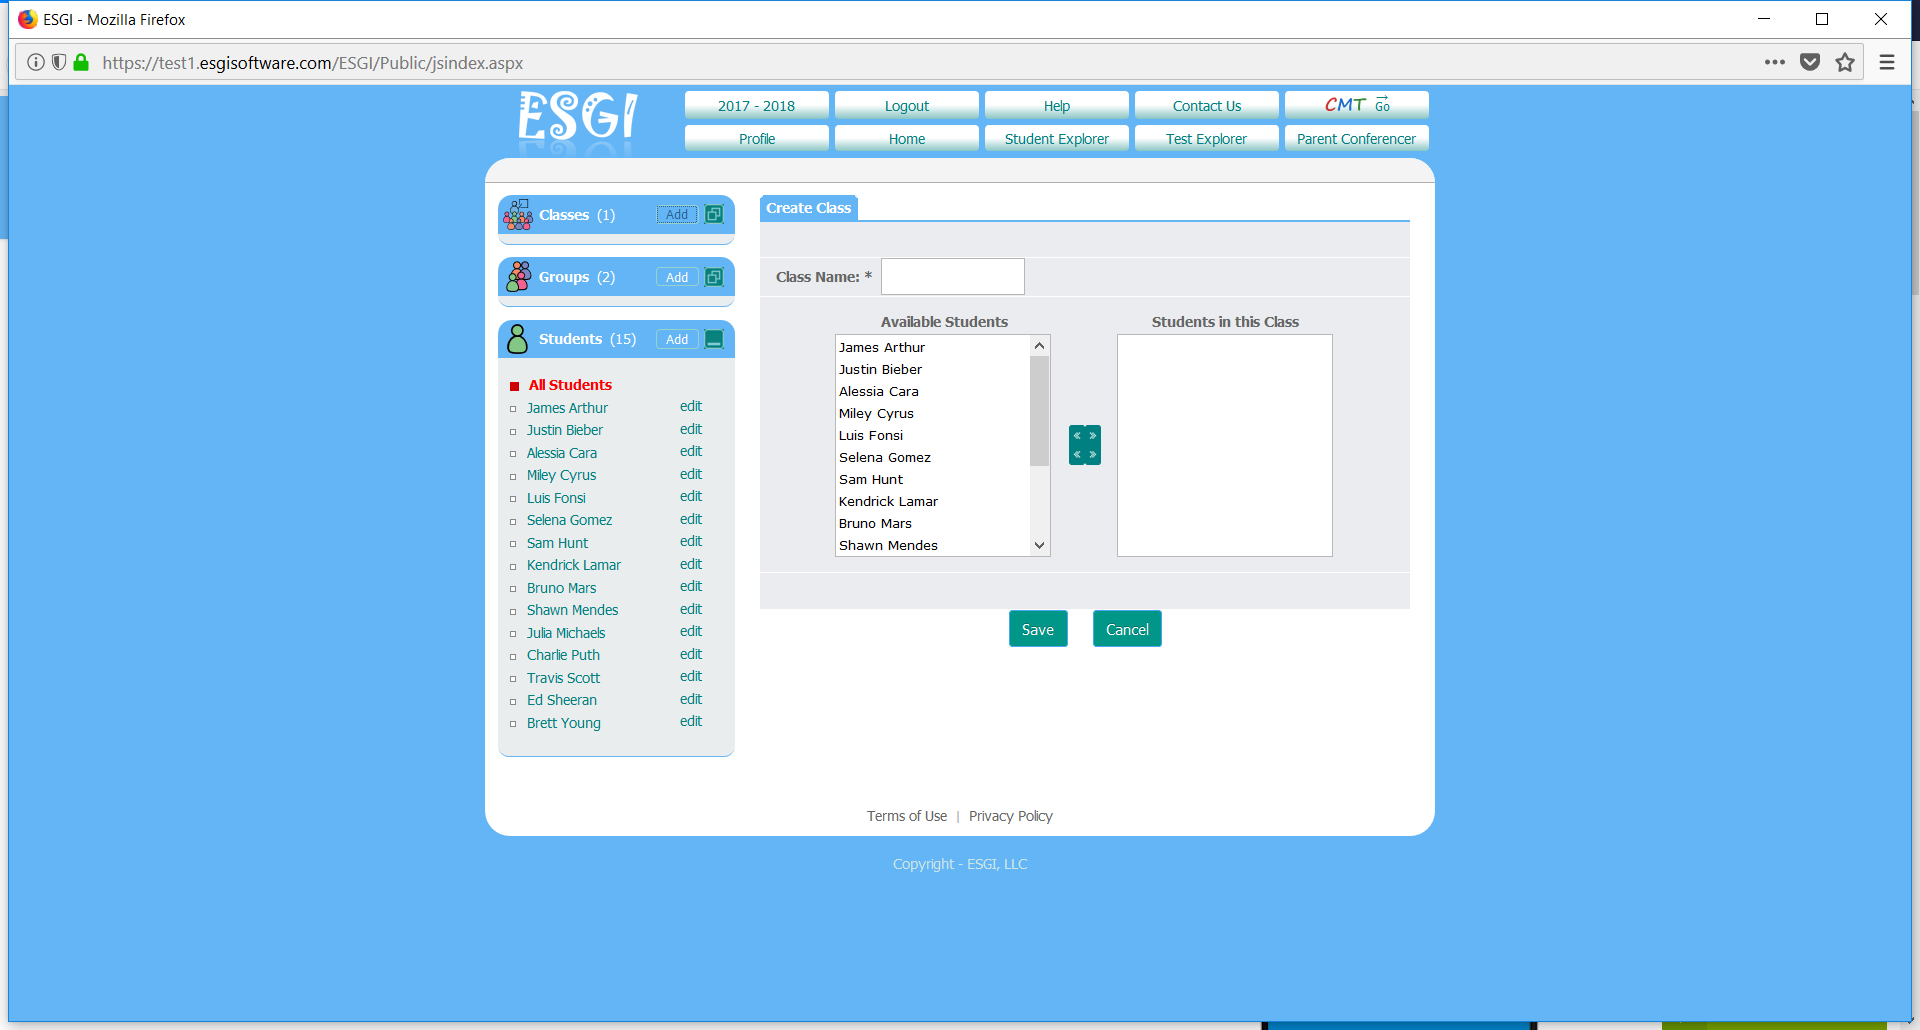 ESGI - Mozilla Firefox
https://test1.esgisoftware.com/ESGI/Public/jsindex.aspx
ESGI
2017 - 2018 Logout Help Contact Us CMT Go
Profile Home Student Explorer Test Explorer Parent Conferencer
Classes (1) Add
Groups (2) Add
Students (15) Add
All Students
James Arthur edit
Justin Bieber edit
Alessia Cara edit
Miley Cyrus edit
Luis Fonsi edit
Selena Gomez edit
Sam Hunt edit
Kendrick Lamar edit
Bruno Mars edit
Shawn Mendes edit
Julia Michaels edit
Charlie Puth edit
Travis Scott edit
Ed Sheeran edit
Brett Young edit
Create Class
Class Name: *
Available Students
James Arthur
Justin Bieber
Alessia Cara
Miley Cyrus
Luis Fonsi
Selena Gomez
Sam Hunt
Kendrick Lamar
Bruno Mars
Shawn Mendes
Students in this Class
Save Cancel
Terms of Use | Privacy Policy
Copyright - ESGI, LLC